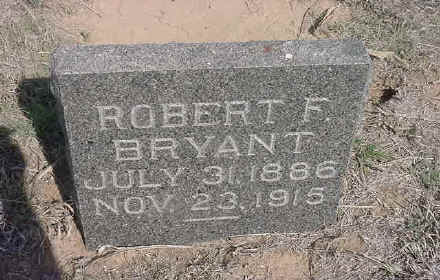 ROBERT F.
BRYANT
JULY 31, 1886
NOV. 23, 1915